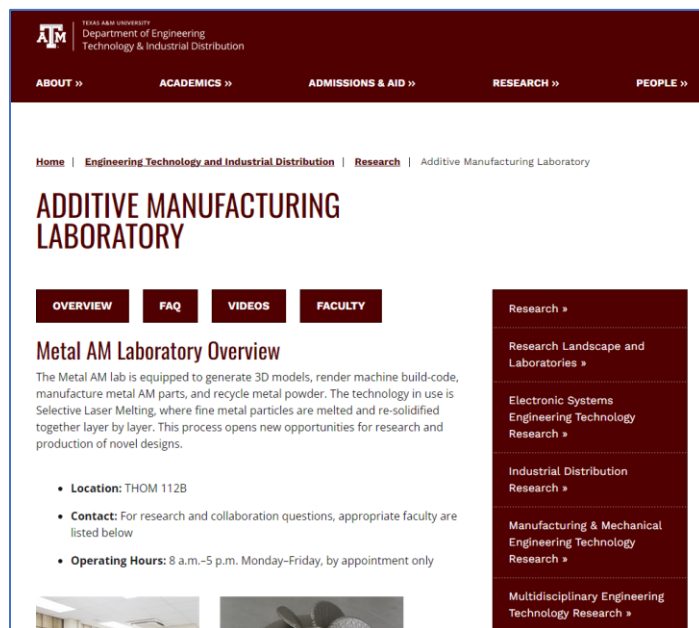 TEXAS A&M UNIVERSITY
Department of Engineering
Technology & Industrial Distribution
ABOUT »
ACADEMICS »
ADMISSIONS & AID »
RESEARCH »
PEOPLE »
Home | Engineering Technology and Industrial Distribution | Research | Additive Manufacturing Laboratory
ADDITIVE MANUFACTURING
LABORATORY
OVERVIEW
FAQ
VIDEOS
FACULTY
Metal AM Laboratory Overview
The Metal AM lab is equipped to generate 3D models, render machine build-code,
manufacture metal AM parts, and recycle metal powder. The technology in use is
Selective Laser Melting, where fine metal particles are melted and re-solidified
together layer by layer. This process opens new opportunities for research and
production of novel designs.
• Location: THOM 112B
• Contact: For research and collaboration questions, appropriate faculty are
listed below
• Operating Hours: 8 a.m.–5 p.m. Monday–Friday, by appointment only
Research »
Research Landscape and
Laboratories »
Electronic Systems
Engineering Technology
Research »
Industrial Distribution
Research »
Manufacturing & Mechanical
Engineering Technology
Research »
Multidisciplinary Engineering
Technology Research »